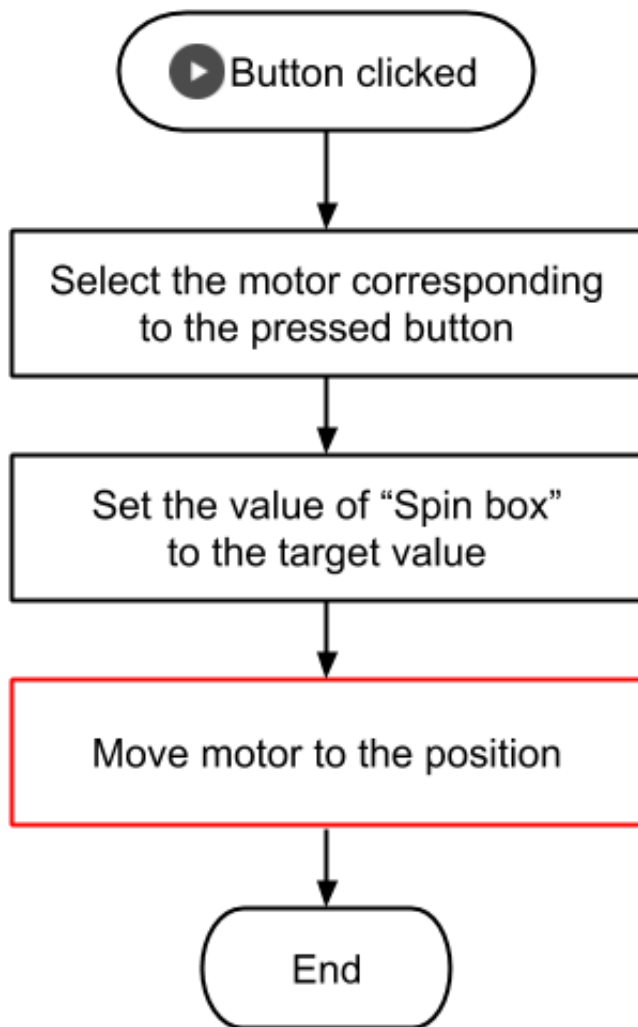 Button clicked
Select the motor corresponding
to the pressed button
Set the value of “Spin box”
to the target value
Move motor to the position
End